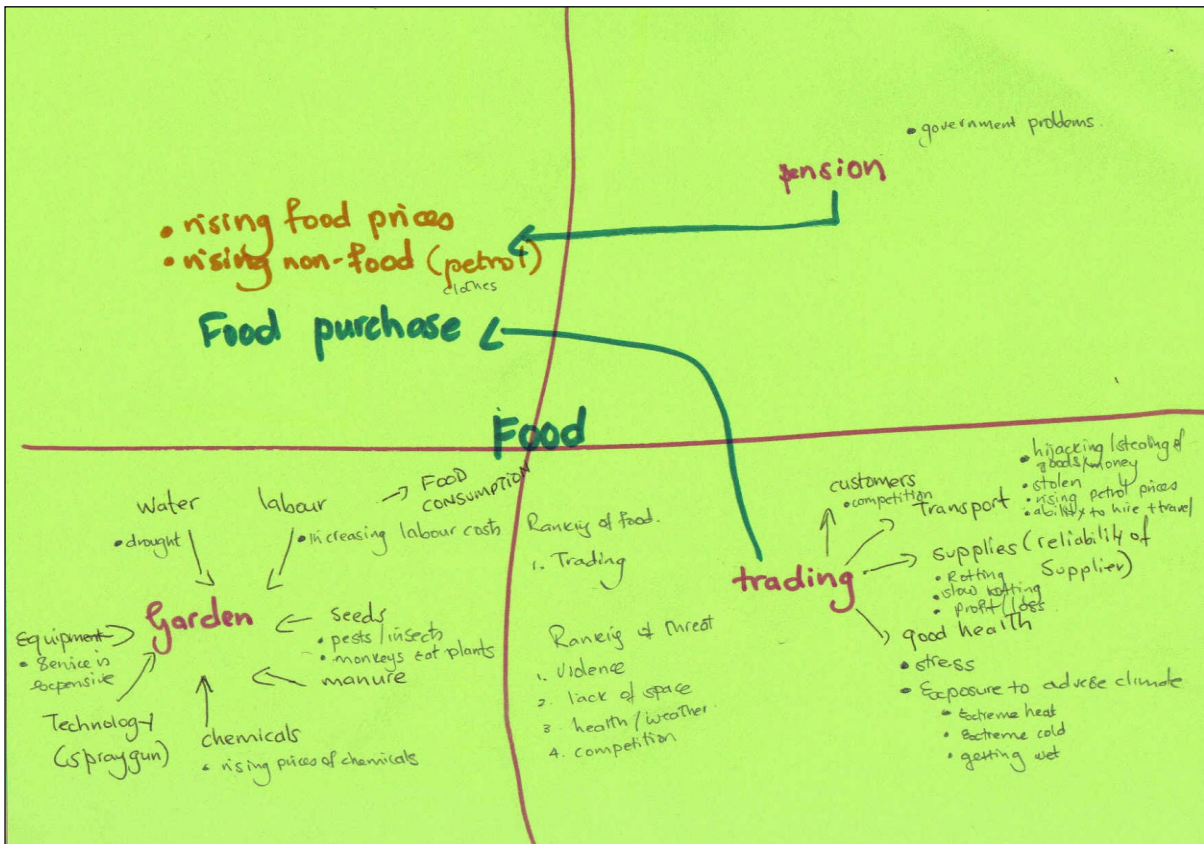 • government problems.
pension
• rising food prices
• rising non-food (petrol)
clothes
Food purchase
Food
Water
• drought
labour
• increasing labour costs
→ FOOD
CONSUMPTION
Garden
Equipment
• Service is
expensive
Technology
(spraygun)
chemicals
• rising prices of chemicals
seeds
• pests/insects
• monkeys eat plants
manure
Ranking of food.
1. Trading
Ranking of threat
1. violence
2. lack of space
3. health/weather.
4. competition
trading
customers
• competition
Transport
• hijacking/stealing of
goods/money
• stolen
• rising petrol prices
• ability to hire + travel
supplies (reliability of
Supplier)
• Rotting
• slow rotting
• profit/loss
good health
• stress
• Exposure to adverse climate
• Extreme heat
• Extreme cold
• getting wet